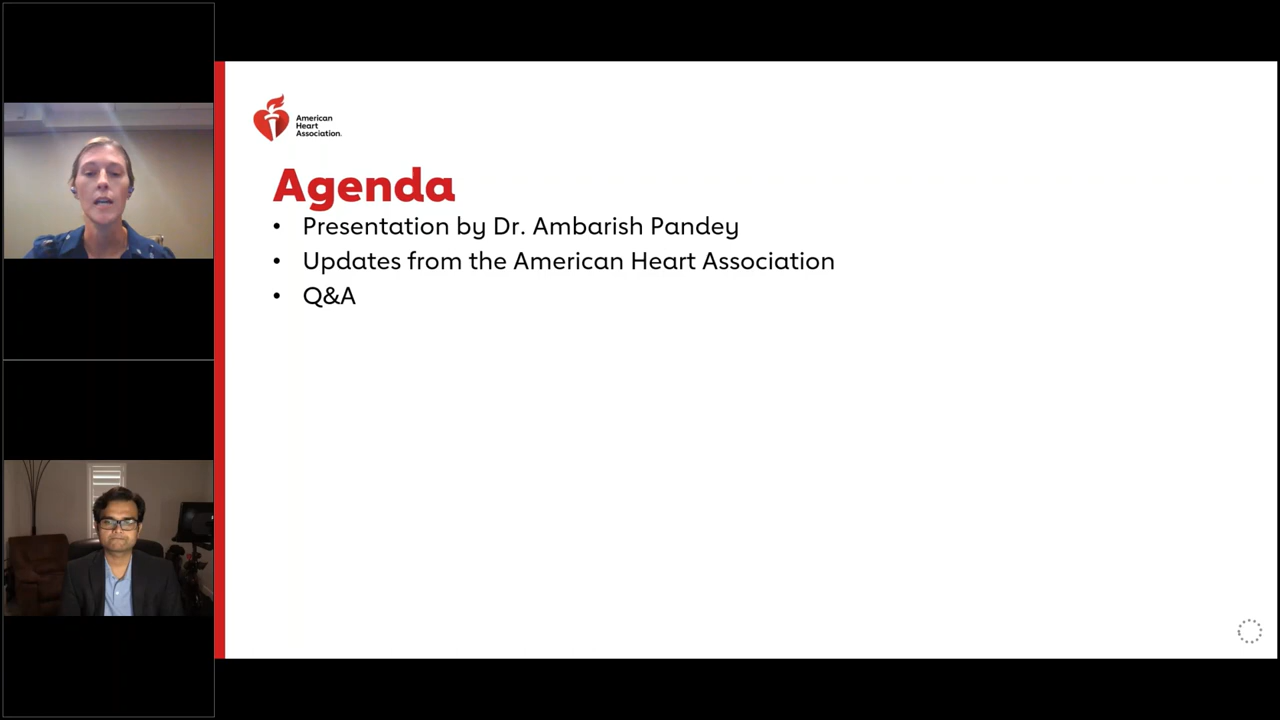 American
Heart
Association.
Agenda
• Presentation by Dr. Ambarish Pandey
• Updates from the American Heart Association
• Q&A